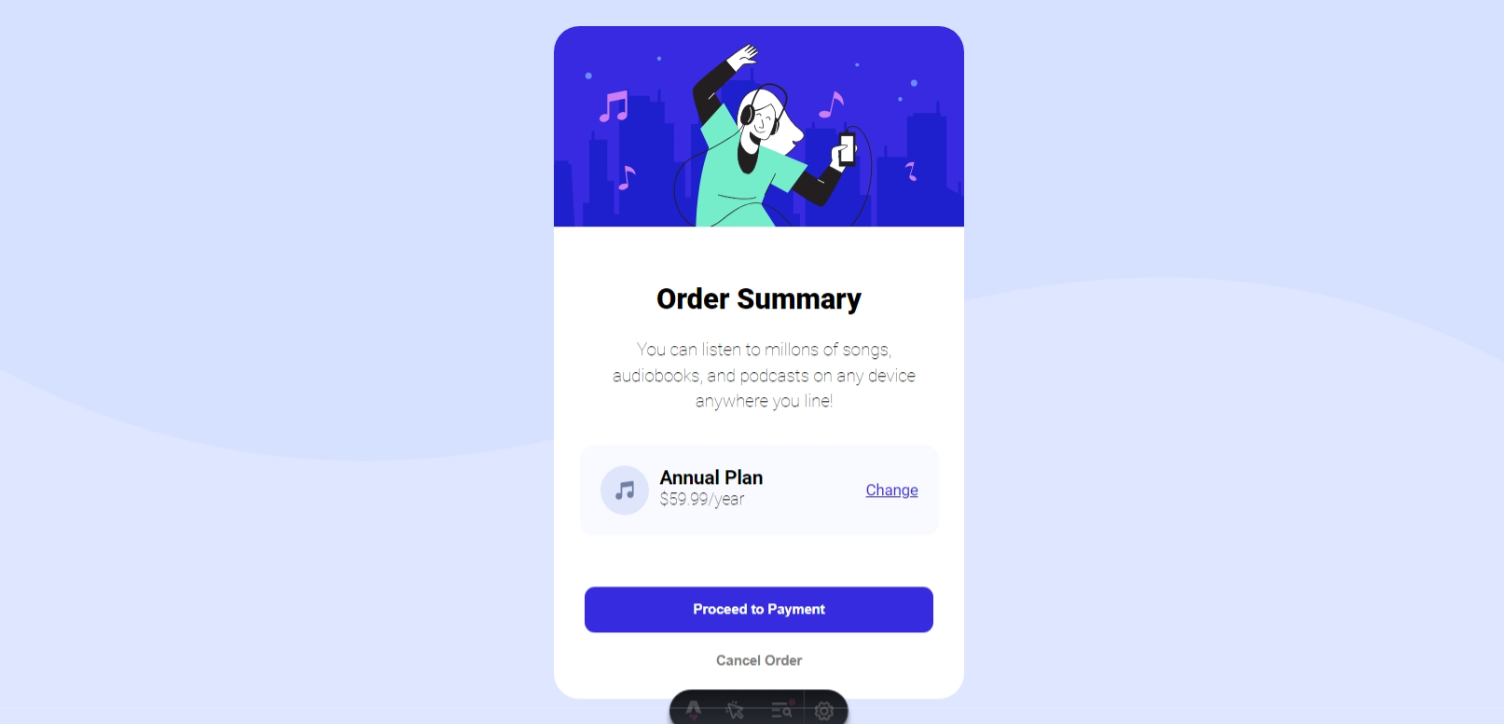 Order Summary
You can listen to millons of songs,
audiobooks, and podcasts on any device
anywhere you line!
Annual Plan
$59.99/year
Change
Proceed to Payment
Cancel Order